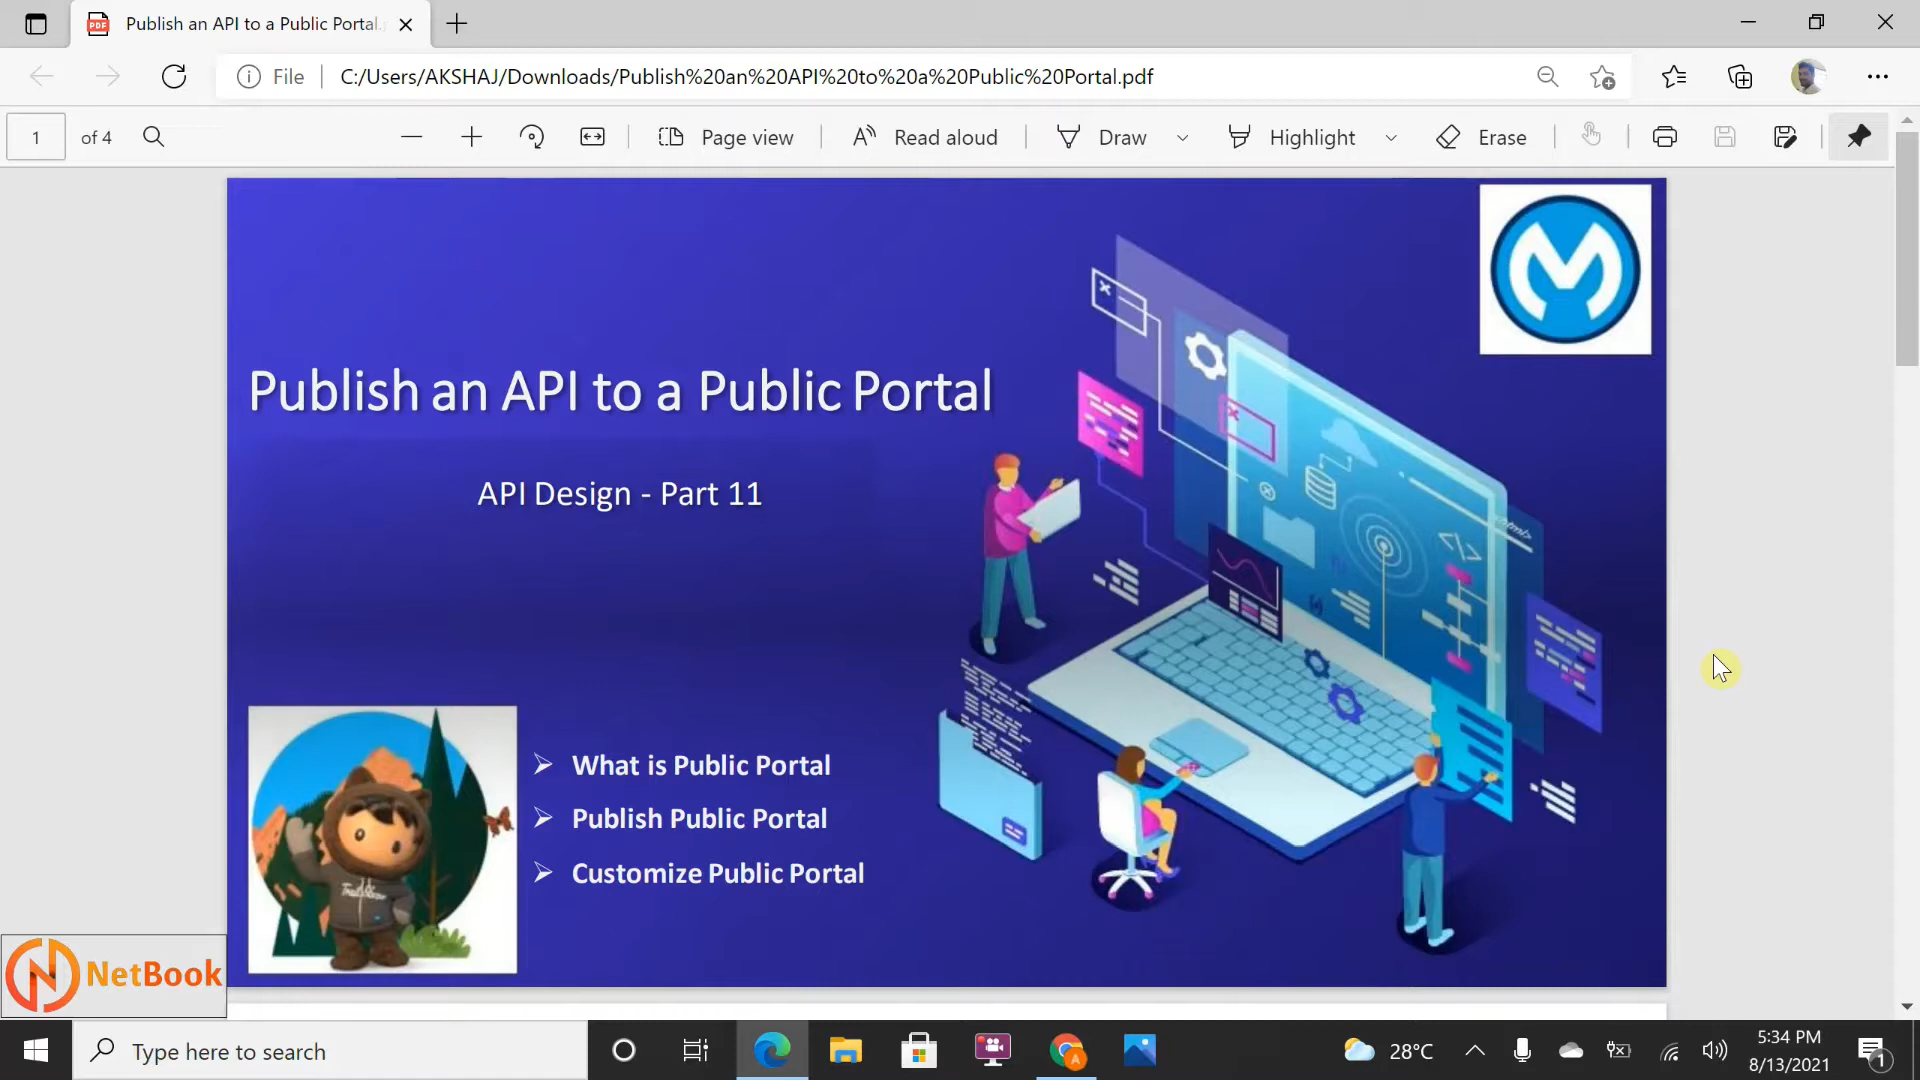 Publish an API to a Public Portal.
File
C:/Users/AKSHAJ/Downloads/Publish%20an%20API%20to%20a%20Public%20Portal.pdf
1 of 4
Page view
Read aloud
Draw
Highlight
Erase
Publish an API to a Public Portal
API Design - Part 11
What is Public Portal
Publish Public Portal
Customize Public Portal
NetBook
Type here to search
28°C
5:34 PM
8/13/2021
1